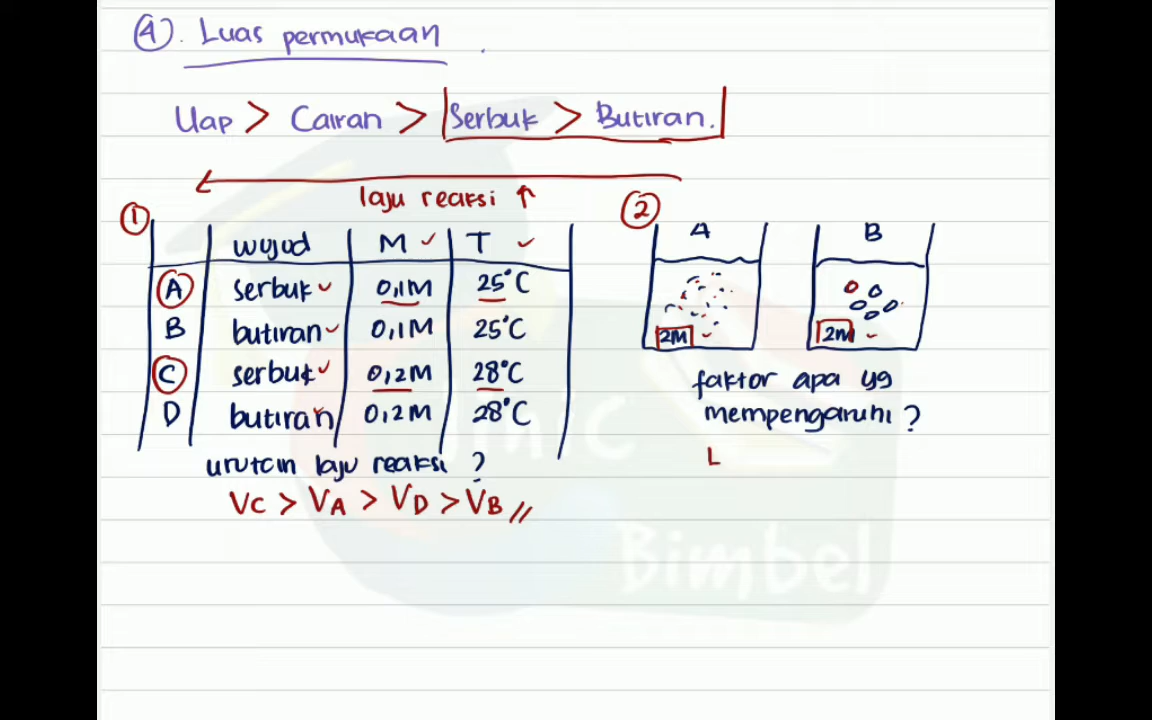 4. Luas permukaan
Uap > Cairan > Serbuk > Butiran.
laju reaksi ↑
1
wujud M ✓ T ✓
A serbuk ✓ 0,1M 25°C
B butiran ✓ 0,1M 25°C
C serbuk ✓ 0,2M 28°C
D butiran 0,2M 28°C
urutan laju reaksi ?
VC > VA > VD > VB //
2
A B
2M ✓ 2M ✓
faktor apa yg
mempengaruhi ?
L
Clinic
Bimbel